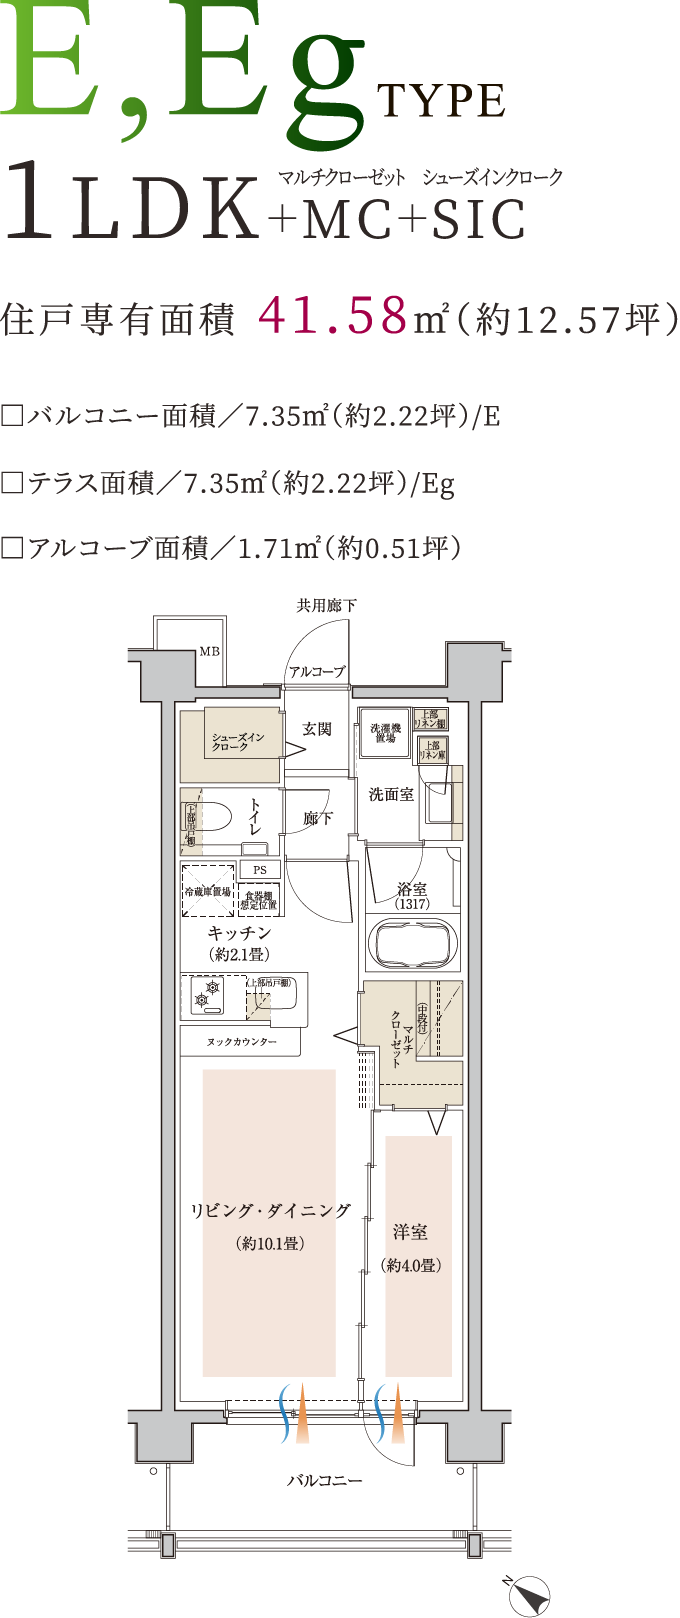 E,Eg TYPE
マルチクローゼット シューズインクローク
1LDK+MC+SIC
住戸専有面積 41.58㎡(約12.57坪)
□バルコニー面積／7.35㎡(約2.22坪)/E
□テラス面積／7.35㎡(約2.22坪)/Eg
□アルコーブ面積／1.71㎡(約0.51坪)
共用廊下
MB
アルコーブ
シューズイン
クローク
玄関
洗濯機
置場
上部
リネン棚
上部
リネン庫
洗面室
トイレ
(上部吊戸棚)
廊下
PS
冷蔵庫置場
食器棚
想定位置
浴室
(1317)
キッチン
(約2.1畳)
(上部吊戸棚)
ヌックカウンター
マルチ
クローゼット
(中段付)
リビング・ダイニング
(約10.1畳)
洋室
(約4.0畳)
バルコニー
N